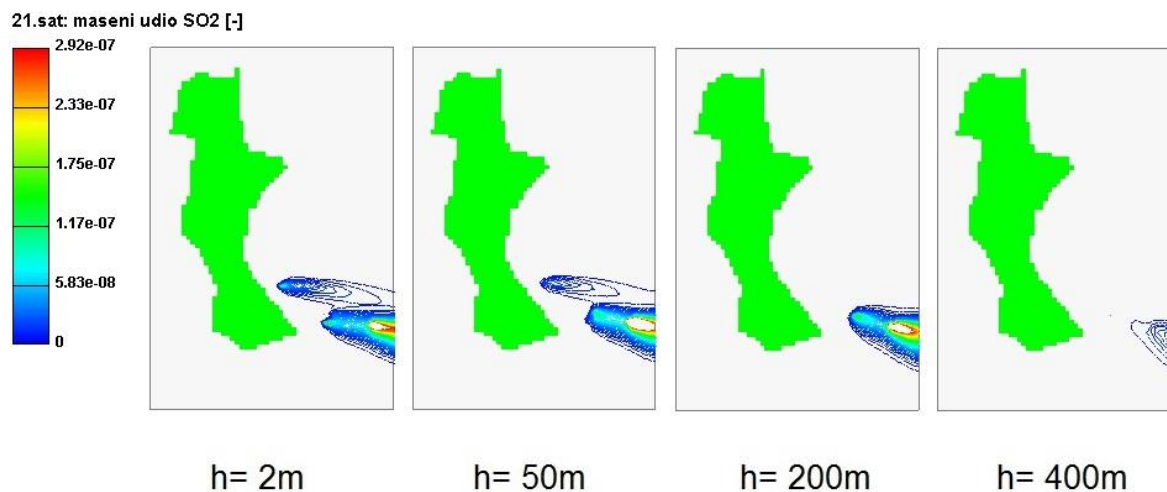 21.sat: maseni udio SO2 [-]
2.92e-07
2.33e-07
1.75e-07
1.17e-07
5.83e-08
0
h= 2m
h= 50m
h= 200m
h= 400m